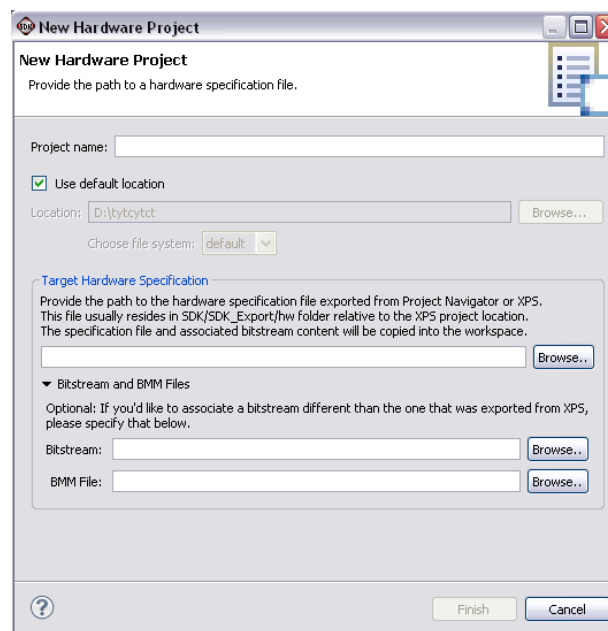 SDK New Hardware Project
New Hardware Project
Provide the path to a hardware specification file.
Project name:
Use default location
Location: D:\tytcytct Browse...
Choose file system: default
Target Hardware Specification
Provide the path to the hardware specification file exported from Project Navigator or XPS.
This file usually resides in SDK/SDK_Export/hw folder relative to the XPS project location.
The specification file and associated bitstream content will be copied into the workspace.
Browse..
Bitstream and BMM Files
Optional: If you'd like to associate a bitstream different than the one that was exported from XPS,
please specify that below.
Bitstream: Browse..
BMM File: Browse..
? Finish Cancel